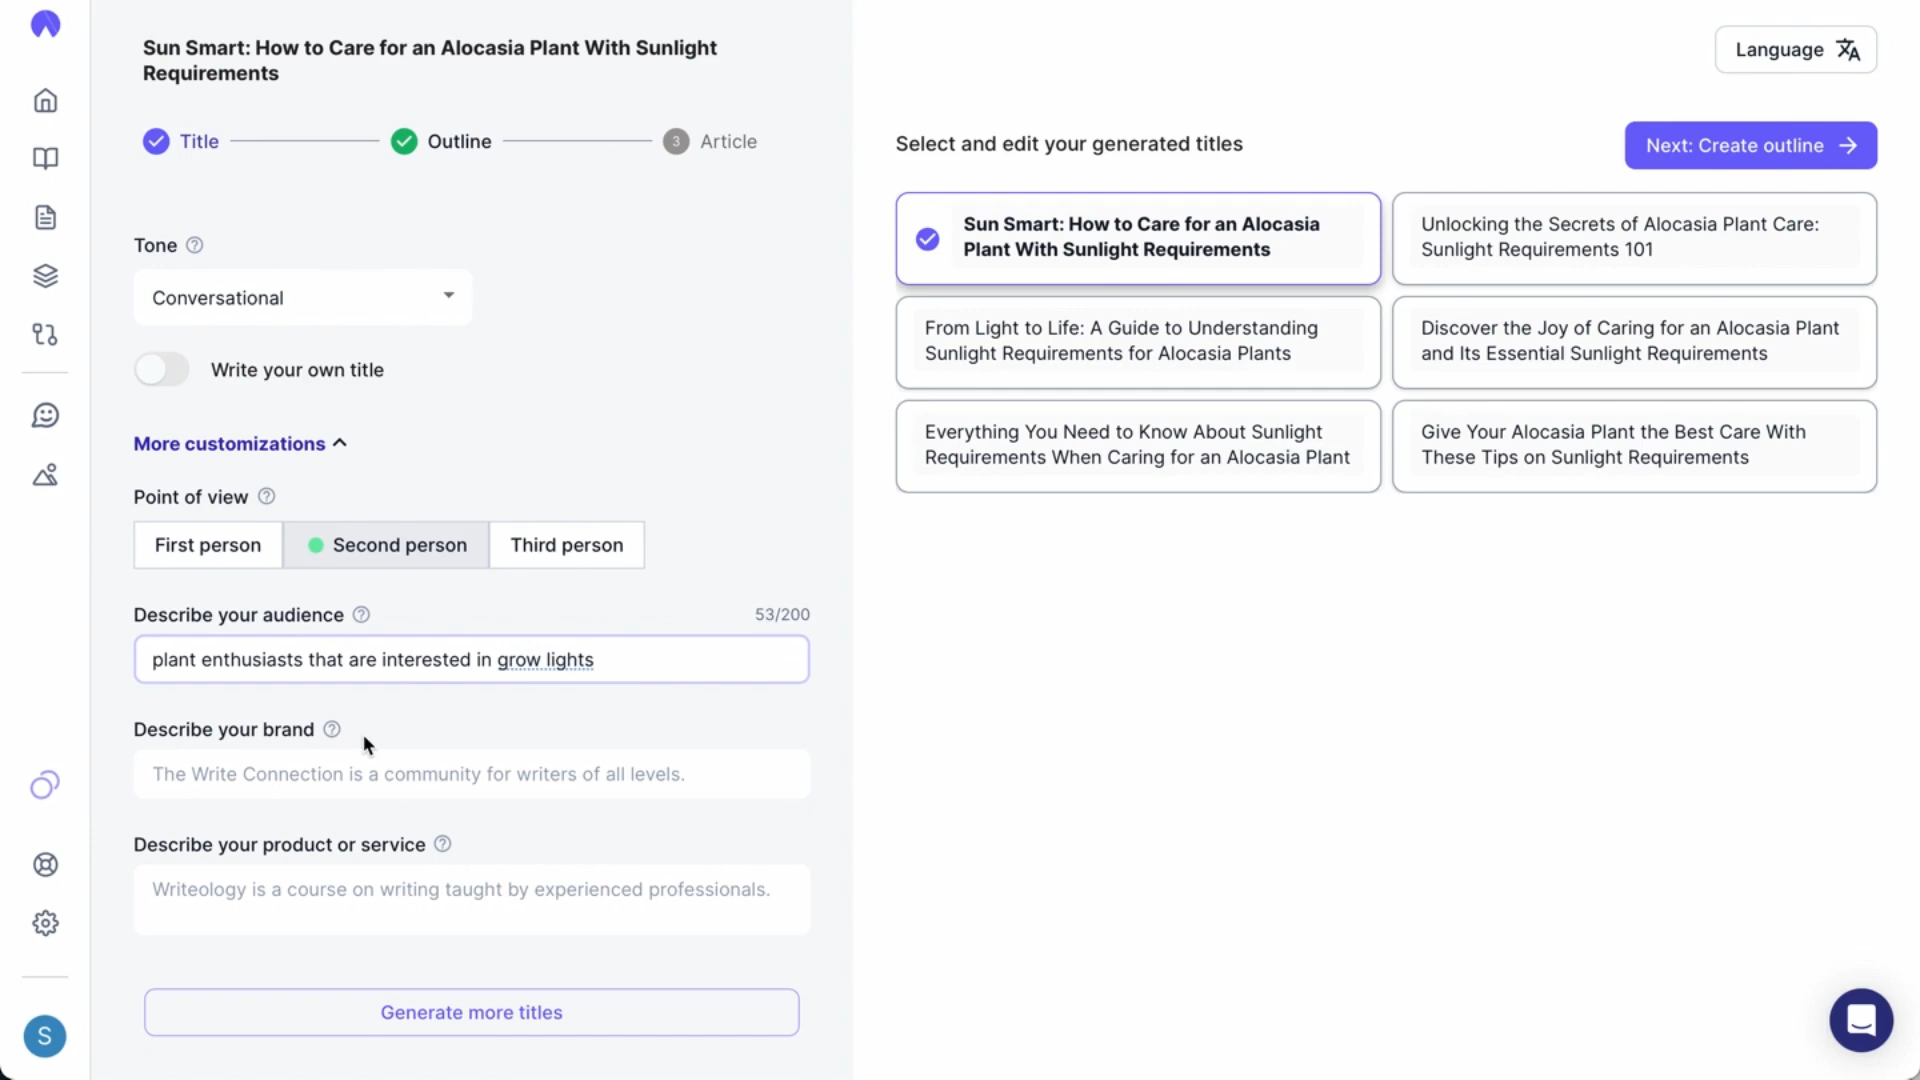 Sun Smart: How to Care for an Alocasia Plant With Sunlight
Requirements
Title
Outline
3
Article
Tone
Conversational
Write your own title
More customizations
Point of view
First person
Second person
Third person
Describe your audience
53/200
plant enthusiasts that are interested in grow lights
Describe your brand
The Write Connection is a community for writers of all levels.
Describe your product or service
Writeology is a course on writing taught by experienced professionals.
Generate more titles
S
Language
Select and edit your generated titles
Next: Create outline
Sun Smart: How to Care for an Alocasia
Plant With Sunlight Requirements
Unlocking the Secrets of Alocasia Plant Care:
Sunlight Requirements 101
From Light to Life: A Guide to Understanding
Sunlight Requirements for Alocasia Plants
Discover the Joy of Caring for an Alocasia Plant
and Its Essential Sunlight Requirements
Everything You Need to Know About Sunlight
Requirements When Caring for an Alocasia Plant
Give Your Alocasia Plant the Best Care With
These Tips on Sunlight Requirements